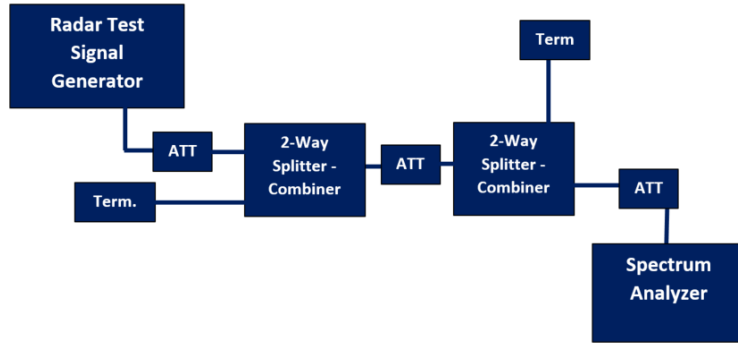 Radar Test
Signal
Generator
Term
ATT
2-Way
Splitter -
Combiner
ATT
2-Way
Splitter -
Combiner
ATT
Term.
Spectrum
Analyzer